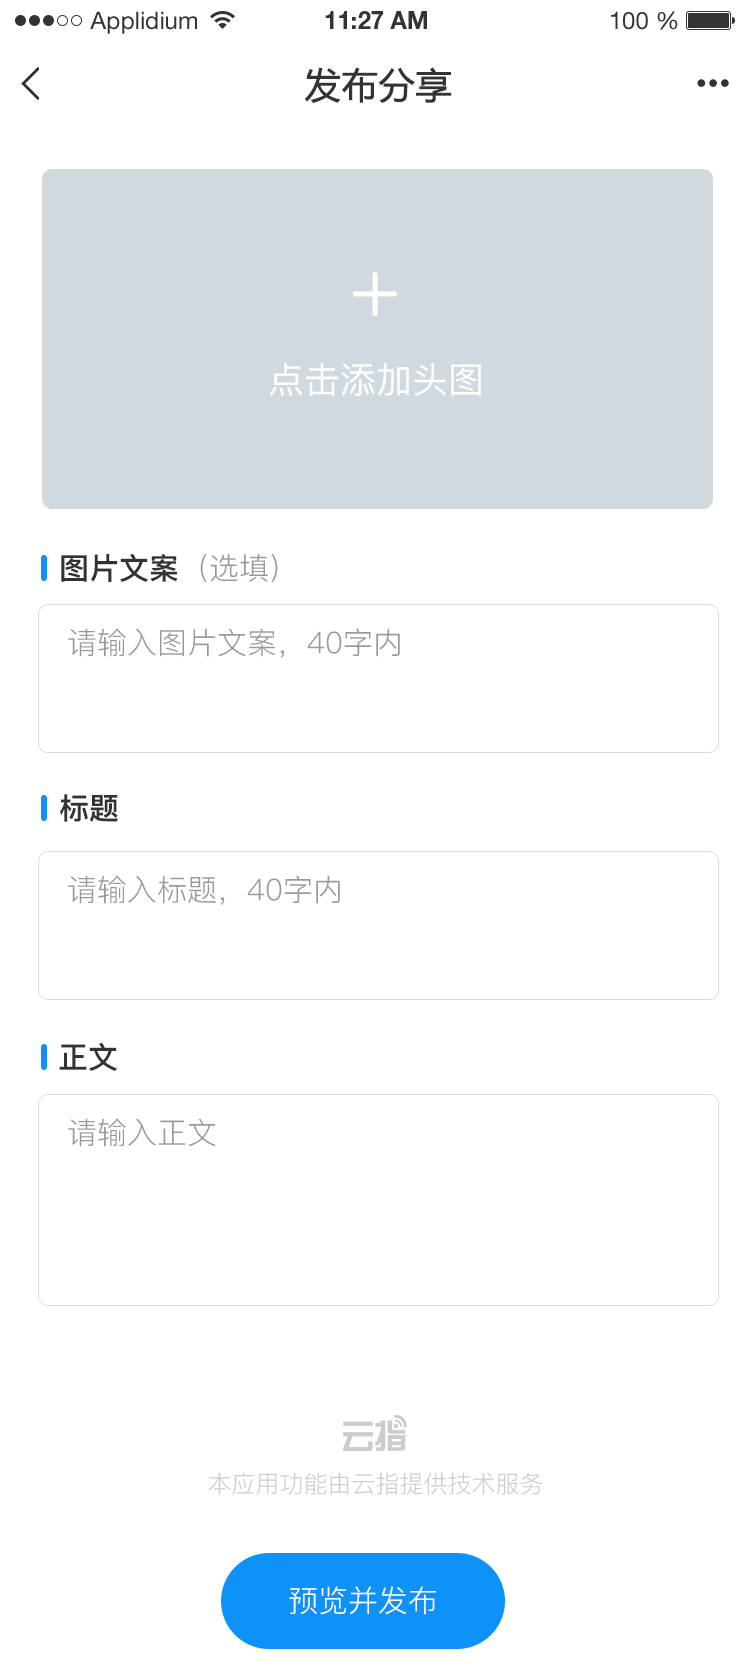 Applidium 11:27 AM 100 %
发布分享
点击添加头图
图片文案（选填）
请输入图片文案，40字内
标题
请输入标题，40字内
正文
请输入正文
云指
本应用功能由云指提供技术服务
预览并发布